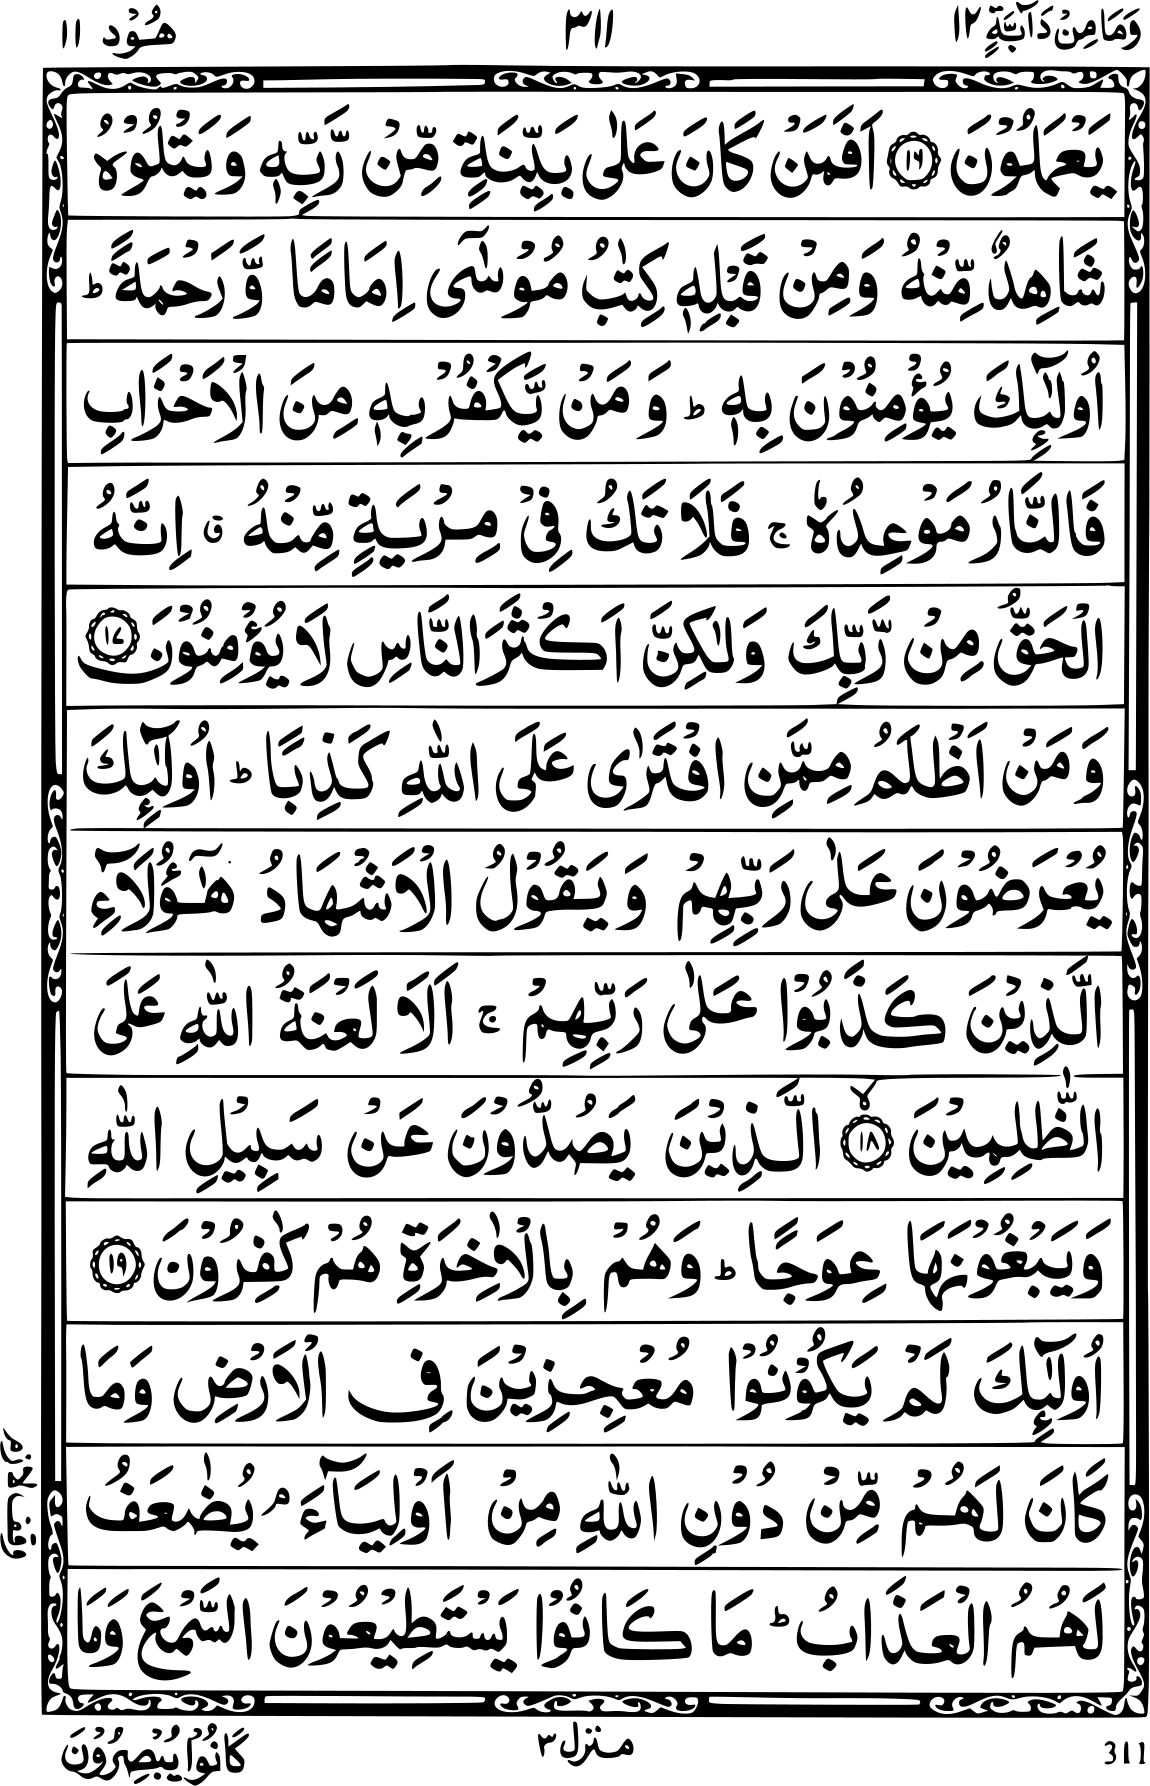 وَمَا مِنْ دَآبَّةٍ ١٢ ٣١١ هُوْد ١١
يَعْمَلُوْنَ ﴿١٦﴾ اَفَمَنْ كَانَ عَلٰى بَيِّنَةٍ مِّنْ رَّبِّهٖ وَيَتْلُوْهُ
شَاهِدٌ مِّنْهُ وَمِنْ قَبْلِهٖ كِتٰبُ مُوْسٰٓى اِمَامًا وَّرَحْمَةً ؕ
اُولٰٓئِكَ يُؤْمِنُوْنَ بِهٖ ؕ وَمَنْ يَّكْفُرْ بِهٖ مِنَ الْاَحْزَابِ
فَالنَّارُ مَوْعِدُهٗ ۚ فَلَا تَكُ فِيْ مِرْيَةٍ مِّنْهُ ۗ اِنَّهُ
الْحَقُّ مِنْ رَّبِّكَ وَلٰكِنَّ اَكْثَرَ النَّاسِ لَا يُؤْمِنُوْنَ ﴿١٧﴾
وَمَنْ اَظْلَمُ مِمَّنِ افْتَرٰى عَلَى اللّٰهِ كَذِبًا ؕ اُولٰٓئِكَ
يُعْرَضُوْنَ عَلٰى رَبِّهِمْ وَيَقُوْلُ الْاَشْهَادُ هٰٓؤُلَآءِ
الَّذِيْنَ كَذَبُوْا عَلٰى رَبِّهِمْ ۚ اَلَا لَعْنَةُ اللّٰهِ عَلَى
الظّٰلِمِيْنَ ﴿١٨﴾ۙ الَّذِيْنَ يَصُدُّوْنَ عَنْ سَبِيْلِ اللّٰهِ
وَيَبْغُوْنَهَا عِوَجًا ؕ وَهُمْ بِالْاٰخِرَةِ هُمْ كٰفِرُوْنَ ﴿١٩﴾
اُولٰٓئِكَ لَمْ يَكُوْنُوْا مُعْجِزِيْنَ فِي الْاَرْضِ وَمَا
كَانَ لَهُمْ مِّنْ دُوْنِ اللّٰهِ مِنْ اَوْلِيَآءَ ۘ يُضٰعَفُ
وقف لازم
لَهُمُ الْعَذَابُ ؕ مَا كَانُوْا يَسْتَطِيْعُوْنَ السَّمْعَ وَمَا
311 منزل ٣ كَانُوْا يُبْصِرُوْنَ